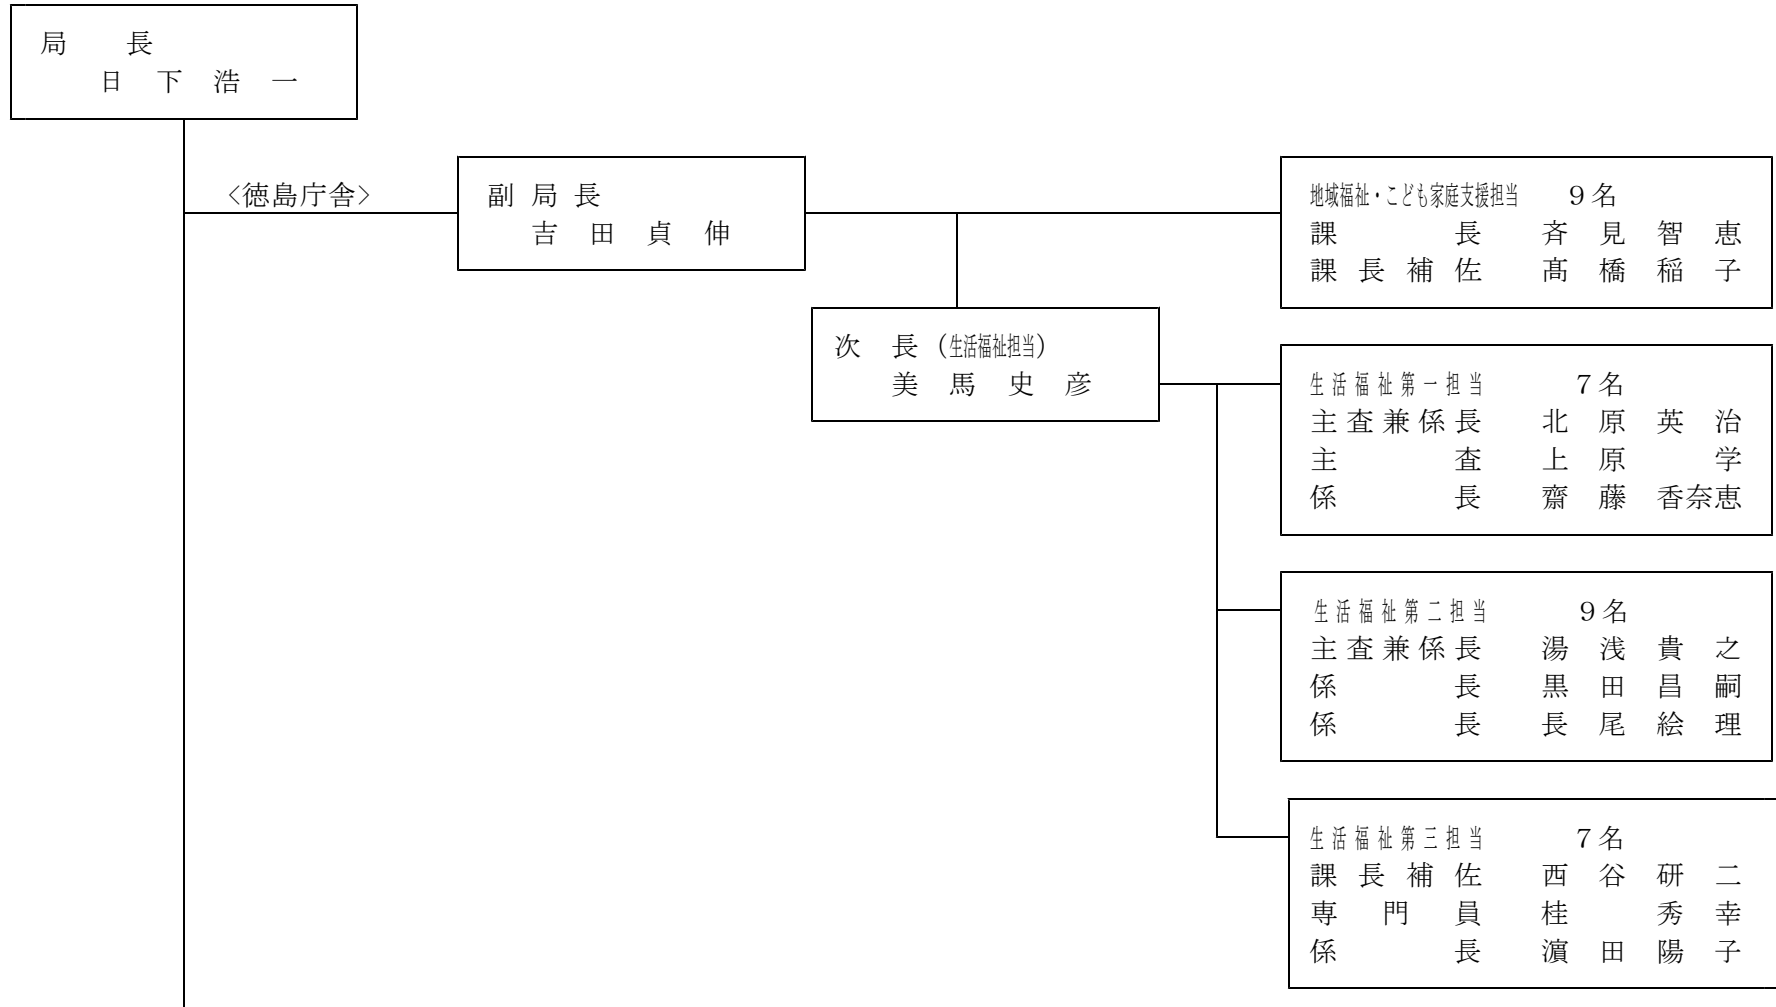 局長
日下浩一
<徳島庁舎>
副局長
吉田貞伸
地域福祉・こども家庭支援担当 9名
課長 斉見智恵
課長補佐 髙橋稲子
次長(生活福祉担当)
美馬史彦
生活福祉第一担当 7名
主査兼係長 北原英治
主査 上原学
係長 齋藤香奈恵
生活福祉第二担当 9名
主査兼係長 湯浅貴之
係長 黒田昌嗣
係長 長尾絵理
生活福祉第三担当 7名
課長補佐 西谷研二
専門員 桂秀幸
係長 濵田陽子